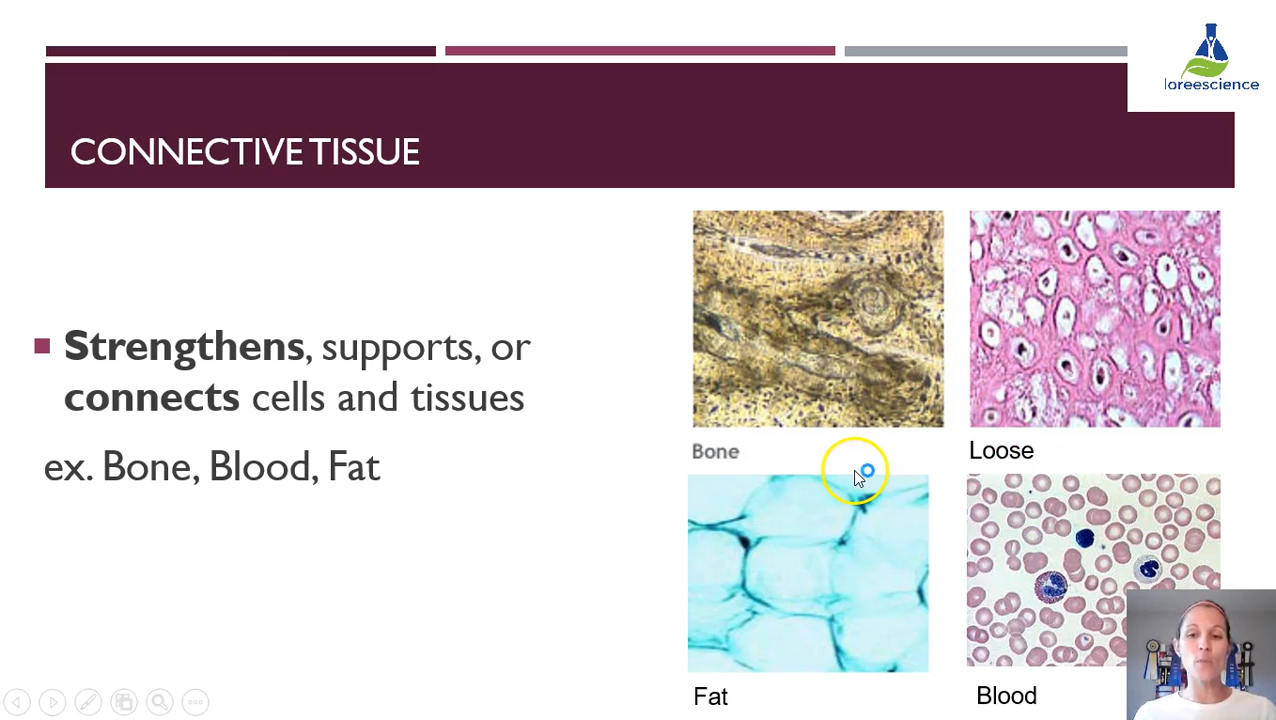 loreescience
CONNECTIVE TISSUE
Strengthens, supports, or
connects cells and tissues
ex. Bone, Blood, Fat
Bone
Loose
Fat
Blood